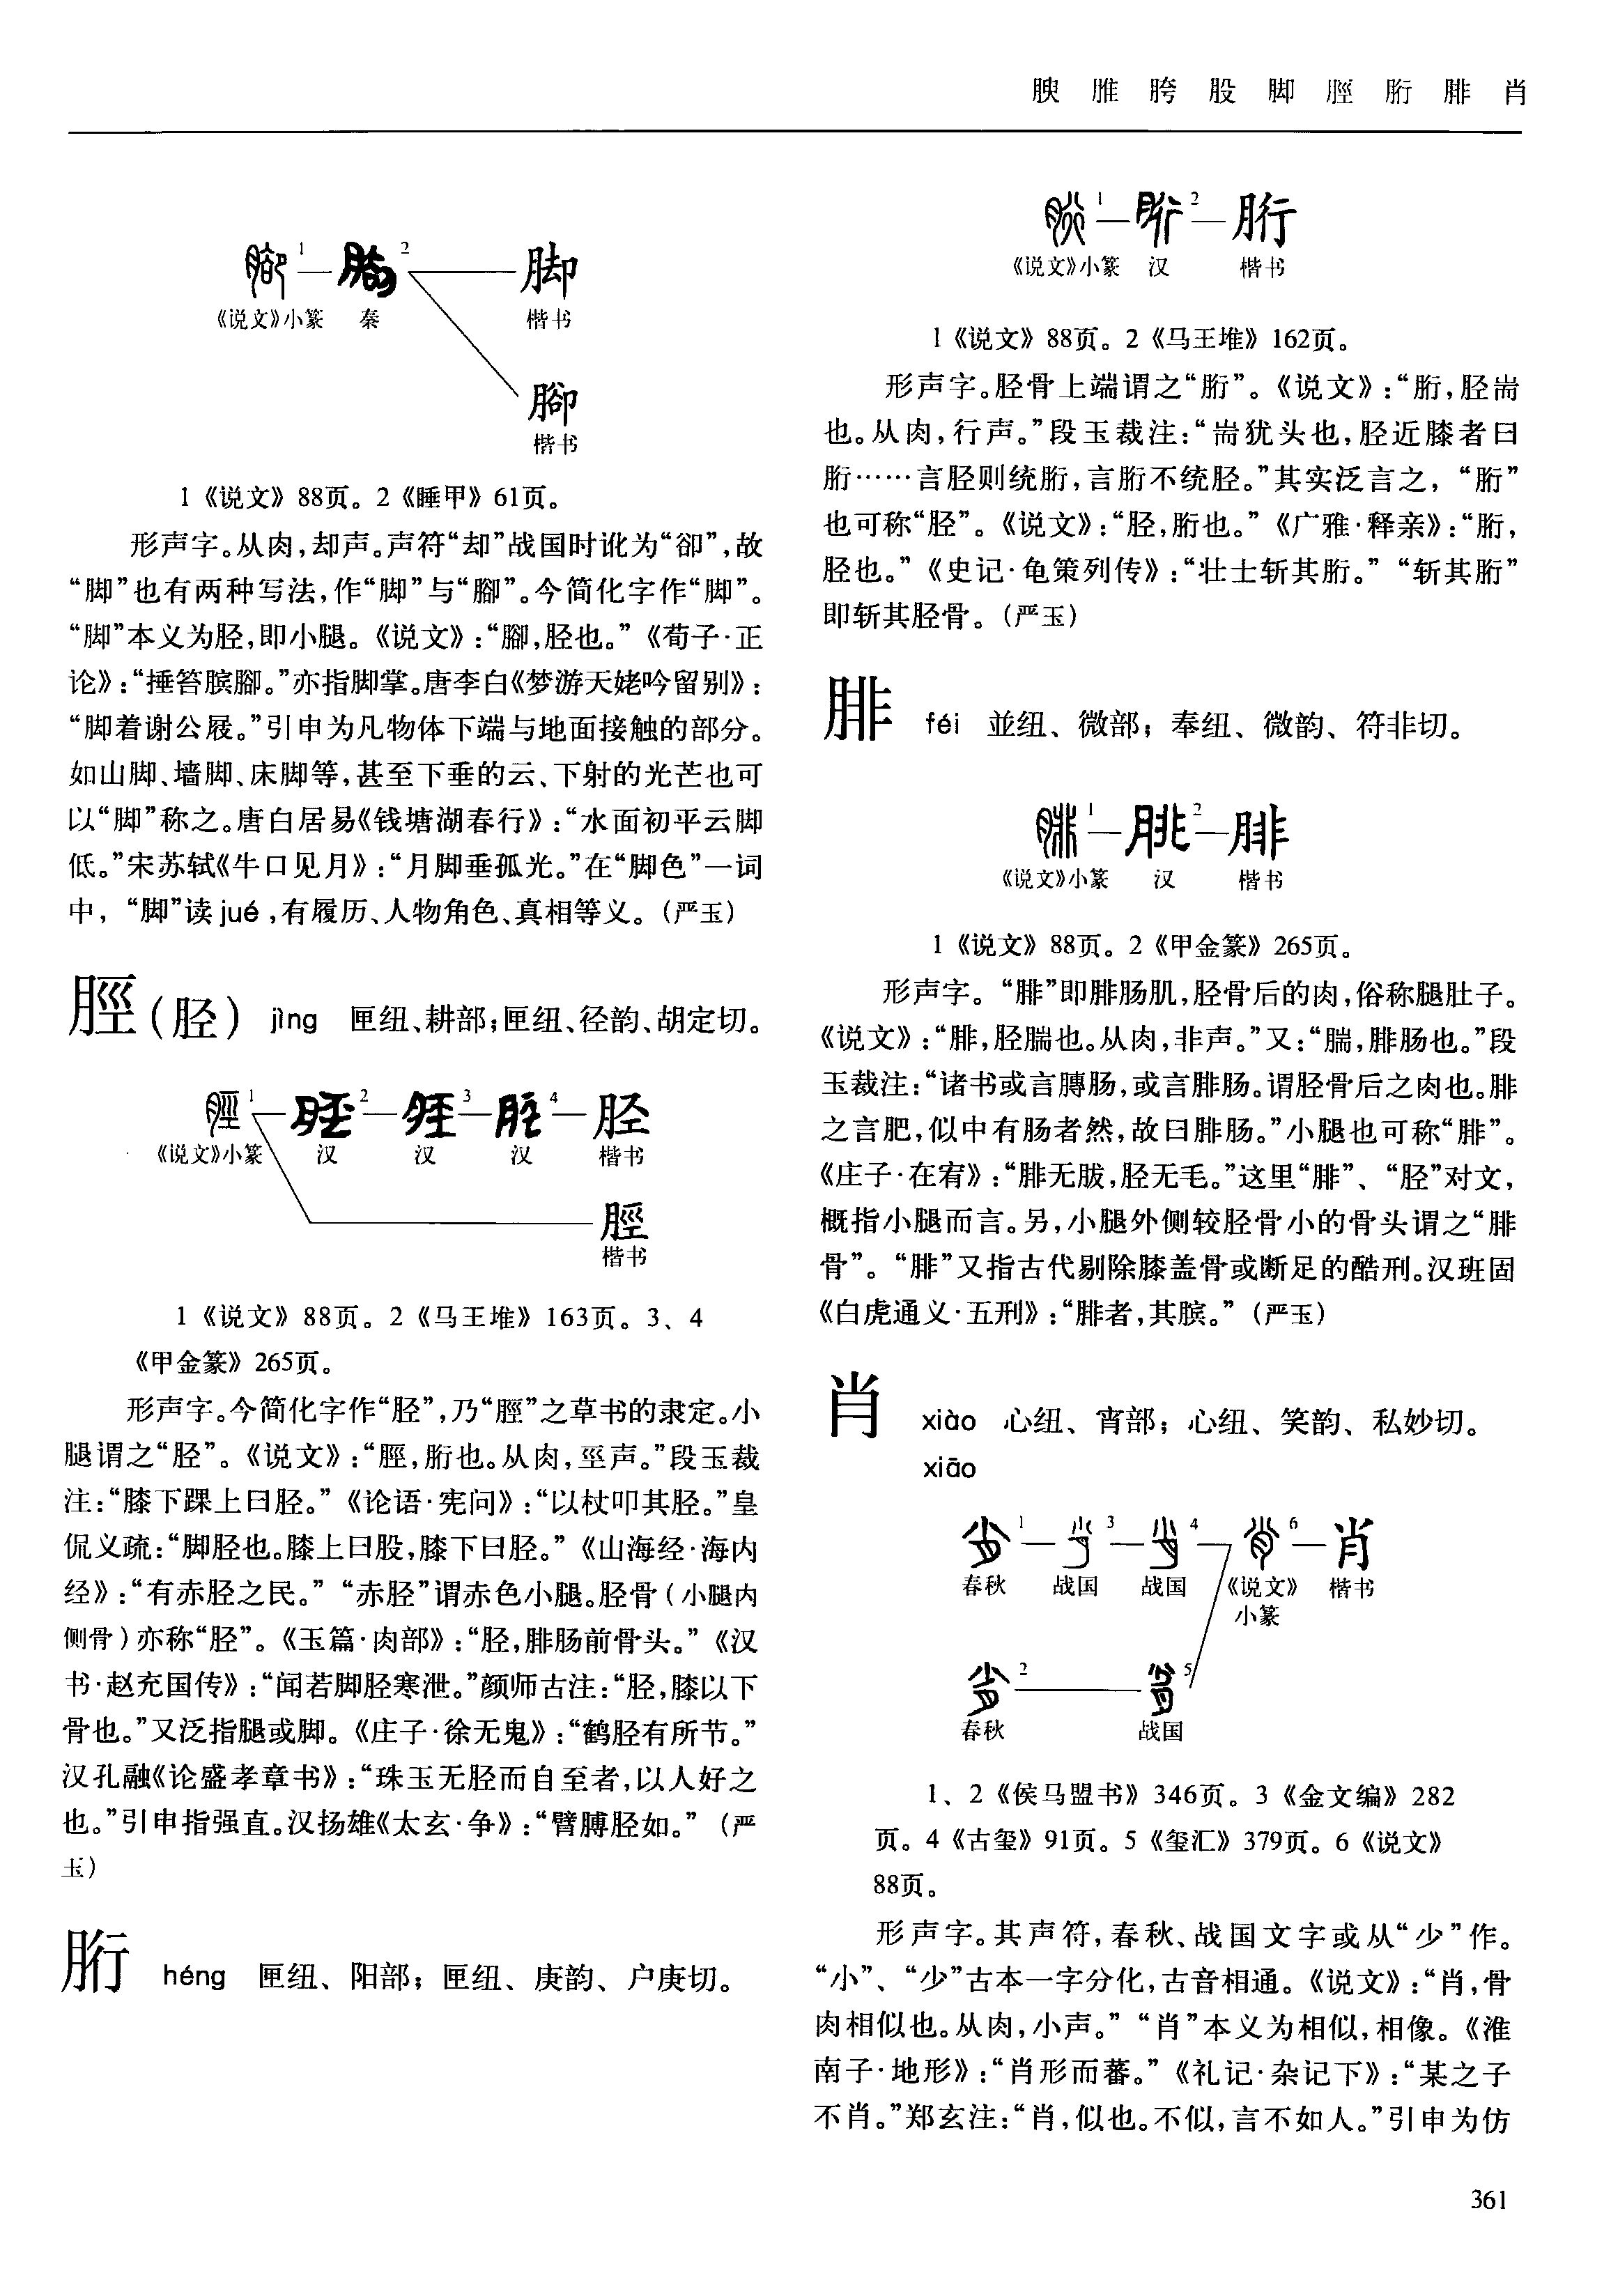 腴 脽 胯 股 脚 脛 胻 腓 肖
1 2 脚
《说文》小篆 秦 楷书
腳
楷书
1《说文》88页。2《睡甲》61页。
形声字。从肉,却声。声符“却”战国时讹为“卻”,故
“脚”也有两种写法,作“脚”与“腳”。今简化字作“脚”。
“脚”本义为胫,即小腿。《说文》:“腳,胫也。”《荀子·正
论》:“捶笞膑腳。”亦指脚掌。唐李白《梦游天姥吟留别》:
“脚着谢公屐。”引申为凡物体下端与地面接触的部分。
如山脚、墙脚、床脚等,甚至下垂的云、下射的光芒也可
以“脚”称之。唐白居易《钱塘湖春行》:“水面初平云脚
低。”宋苏轼《牛口见月》:“月脚垂孤光。”在“脚色”一词
中,“脚”读jué,有履历、人物角色、真相等义。(严玉)
脛(胫) jìng 匣纽、耕部;匣纽、径韵、胡定切。
1 2 3 4 胫
《说文》小篆 汉 汉 汉 楷书
脛
楷书
1《说文》88页。2《马王堆》163页。3、4
《甲金篆》265页。
形声字。今简化字作“胫”,乃“脛”之草书的隶定。小
腿谓之“胫”。《说文》:“脛,胻也。从肉,巠声。”段玉裁
注:“膝下踝上曰胫。”《论语·宪问》:“以杖叩其胫。”皇
侃义疏:“脚胫也。膝上曰股,膝下曰胫。”《山海经·海内
经》:“有赤胫之民。”“赤胫”谓赤色小腿。胫骨(小腿内
侧骨)亦称“胫”。《玉篇·肉部》:“胫,腓肠前骨头。”《汉
书·赵充国传》:“闻若脚胫寒泄。”颜师古注:“胫,膝以下
骨也。”又泛指腿或脚。《庄子·徐无鬼》:“鹤胫有所节。”
汉孔融《论盛孝章书》:“珠玉无胫而自至者,以人好之
也。”引申指强直。汉扬雄《太玄·争》:“臂膊胫如。”(严
玉)
胻 héng 匣纽、阳部;匣纽、庚韵、户庚切。
1 2 胻
《说文》小篆 汉 楷书
1《说文》88页。2《马王堆》162页。
形声字。胫骨上端谓之“胻”。《说文》:“胻,胫耑
也。从肉,行声。”段玉裁注:“耑犹头也,胫近膝者曰
胻……言胫则统胻,言胻不统胫。”其实泛言之,“胻”
也可称“胫”。《说文》:“胫,胻也。”《广雅·释亲》:“胻,
胫也。”《史记·龟策列传》:“壮士斩其胻。”“斩其胻”
即斩其胫骨。(严玉)
腓 féi 並纽、微部;奉纽、微韵、符非切。
1 2 腓
《说文》小篆 汉 楷书
1《说文》88页。2《甲金篆》265页。
形声字。“腓”即腓肠肌,胫骨后的肉,俗称腿肚子。
《说文》:“腓,胫腨也。从肉,非声。”又:“腨,腓肠也。”段
玉裁注:“诸书或言膞肠,或言腓肠。谓胫骨后之肉也。腓
之言肥,似中有肠者然,故曰腓肠。”小腿也可称“腓”。
《庄子·在宥》:“腓无胈,胫无毛。”这里“腓”、“胫”对文,
概指小腿而言。另,小腿外侧较胫骨小的骨头谓之“腓
骨”。“腓”又指古代剔除膝盖骨或断足的酷刑。汉班固
《白虎通义·五刑》:“腓者,其膑。”(严玉)
肖 xiào 心纽、宵部;心纽、笑韵、私妙切。
xiāo
1 3 4 6 肖
春秋 战国 战国 《说文》 楷书
小篆
2 5
春秋 战国
1、2《侯马盟书》346页。3《金文编》282
页。4《古玺》91页。5《玺汇》379页。6《说文》
88页。
形声字。其声符,春秋、战国文字或从“少”作。
“小”、“少”古本一字分化,古音相通。《说文》:“肖,骨
肉相似也。从肉,小声。”“肖”本义为相似,相像。《淮
南子·地形》:“肖形而蕃。”《礼记·杂记下》:“某之子
不肖。”郑玄注:“肖,似也。不似,言不如人。”引申为仿
361